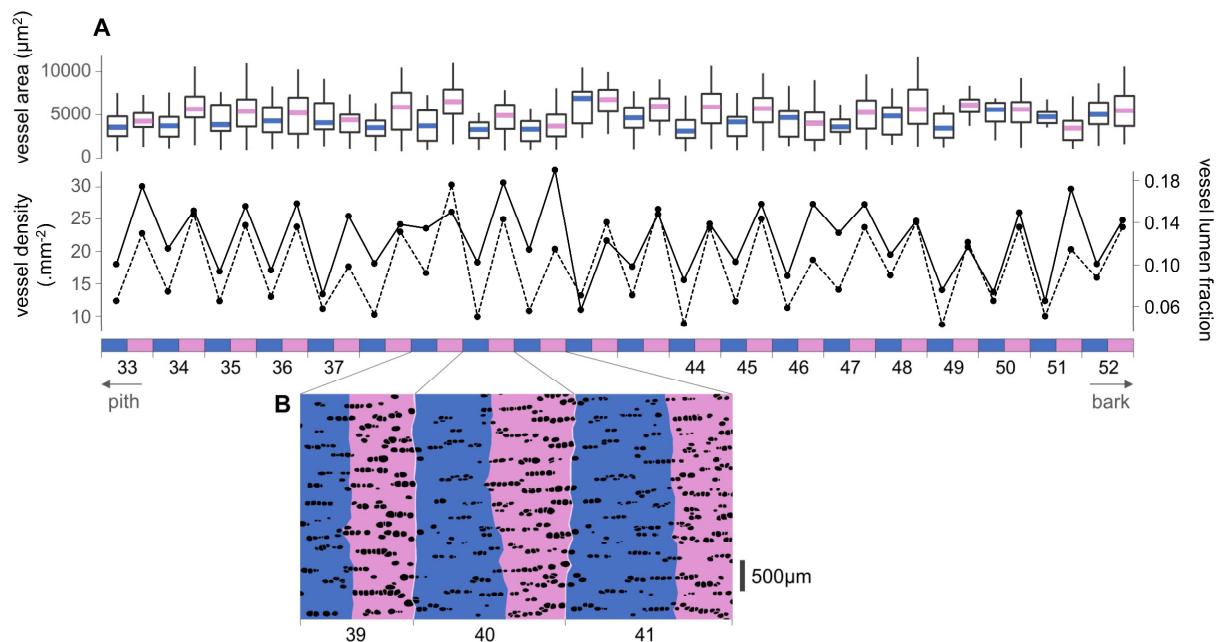 A
vessel area (µm²)
10000
5000
0
vessel density
(.mm⁻²)
30
25
20
15
10
vessel lumen fraction
0.18
0.14
0.10
0.06
33 34 35 36 37 44 45 46 47 48 49 50 51 52
pith
bark
B
500µm
39 40 41